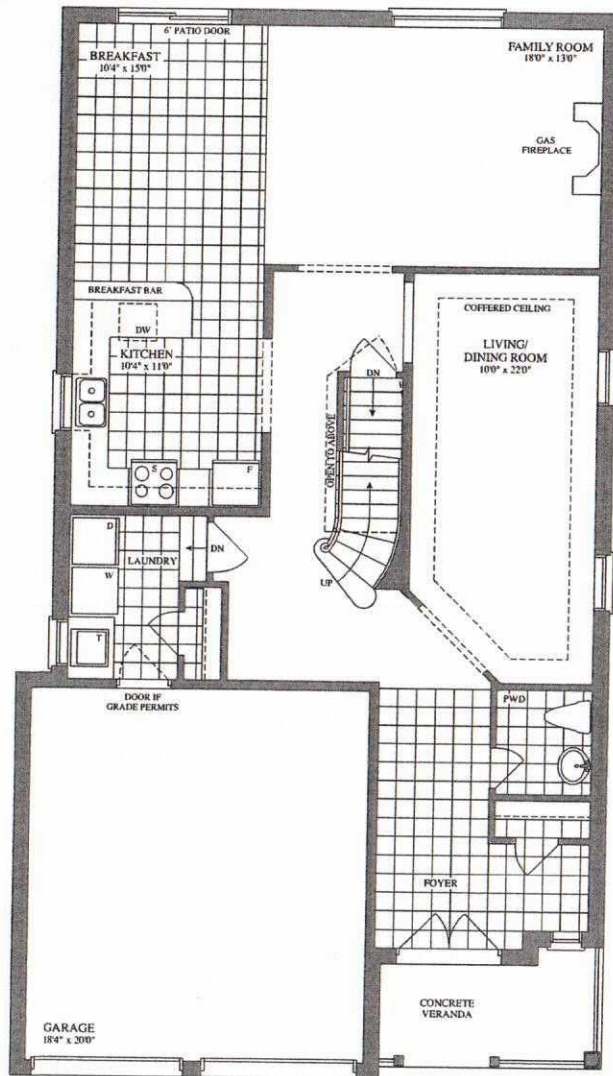 6' PATIO DOOR
BREAKFAST
10'4" x 15'0"
FAMILY ROOM
18'0" x 13'0"
GAS
FIREPLACE
BREAKFAST BAR
DW
KITCHEN
10'4" x 11'0"
COFFERED CEILING
LIVING/
DINING ROOM
10'0" x 22'0"
DN
OPEN TO ABOVE
S
F
D
LAUNDRY
DN
W
UP
T
DOOR IF
GRADE PERMITS
PWD
FOYER
CONCRETE
VERANDA
GARAGE
18'4" x 20'0"